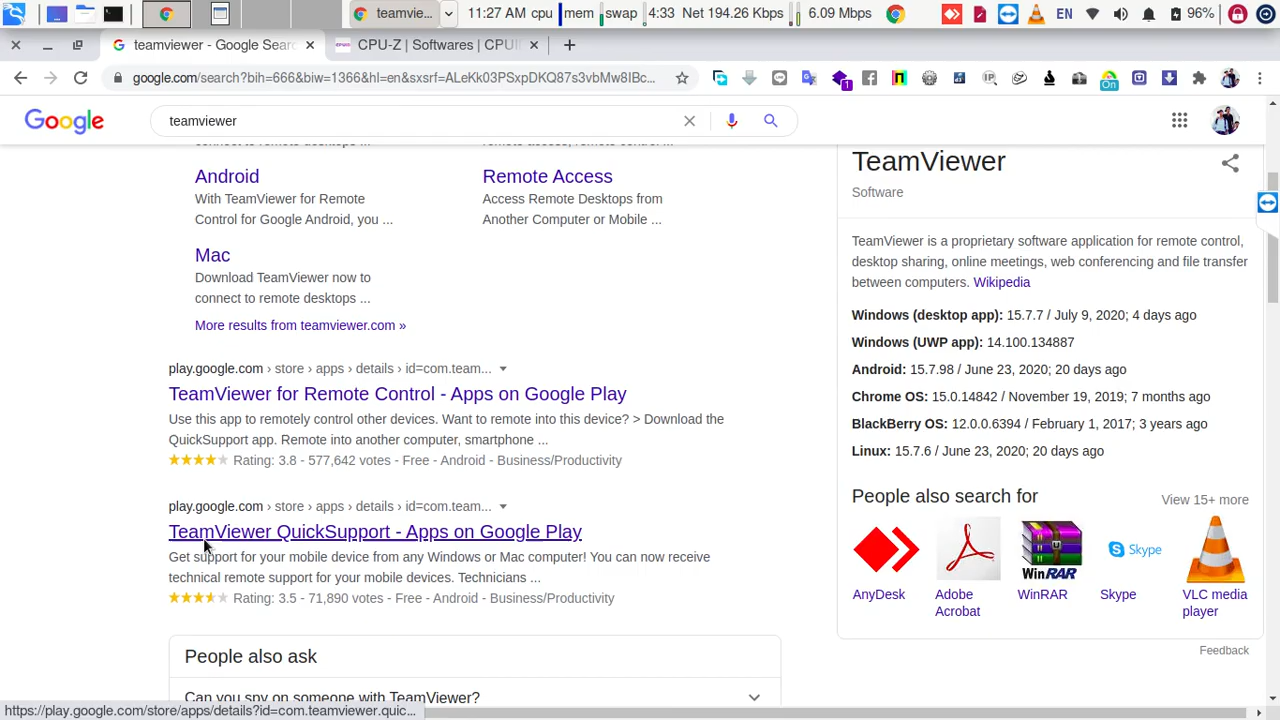 teamvie...
11:27 AM cpu mem swap 4:33 Net 194.26 Kbps 6.09 Mbps EN 96%
teamviewer - Google Searc
CPU-Z | Softwares | CPUI
google.com/search?bih=666&biw=1366&hl=en&sxsrf=ALeKk03PSxpDKQ87s3vbMw8IBc...
1
On
Google
teamviewer
connect to remote desktops ...
Android
With TeamViewer for Remote
Control for Google Android, you ...
Remote Access
Access Remote Desktops from
Another Computer or Mobile ...
Mac
Download TeamViewer now to
connect to remote desktops ...
More results from teamviewer.com »
play.google.com › store › apps › details › id=com.team...
TeamViewer for Remote Control - Apps on Google Play
Use this app to remotely control other devices. Want to remote into this device? > Download the
QuickSupport app. Remote into another computer, smartphone ...
Rating: 3.8 - 577,642 votes - Free - Android - Business/Productivity
play.google.com › store › apps › details › id=com.team...
TeamViewer QuickSupport - Apps on Google Play
Get support for your mobile device from any Windows or Mac computer! You can now receive
technical remote support for your mobile devices. Technicians ...
Rating: 3.5 - 71,890 votes - Free - Android - Business/Productivity
People also ask
Can you spy on someone with TeamViewer?
https://play.google.com/store/apps/details?id=com.teamviewer.quic...
TeamViewer
Software
TeamViewer is a proprietary software application for remote control,
desktop sharing, online meetings, web conferencing and file transfer
between computers. Wikipedia
Windows (desktop app): 15.7.7 / July 9, 2020; 4 days ago
Windows (UWP app): 14.100.134887
Android: 15.7.98 / June 23, 2020; 20 days ago
Chrome OS: 15.0.14842 / November 19, 2019; 7 months ago
BlackBerry OS: 12.0.0.6394 / February 1, 2017; 3 years ago
Linux: 15.7.6 / June 23, 2020; 20 days ago
People also search for
View 15+ more
WinRAR
Skype
AnyDesk
Adobe
Acrobat
WinRAR
Skype
VLC media
player
Feedback